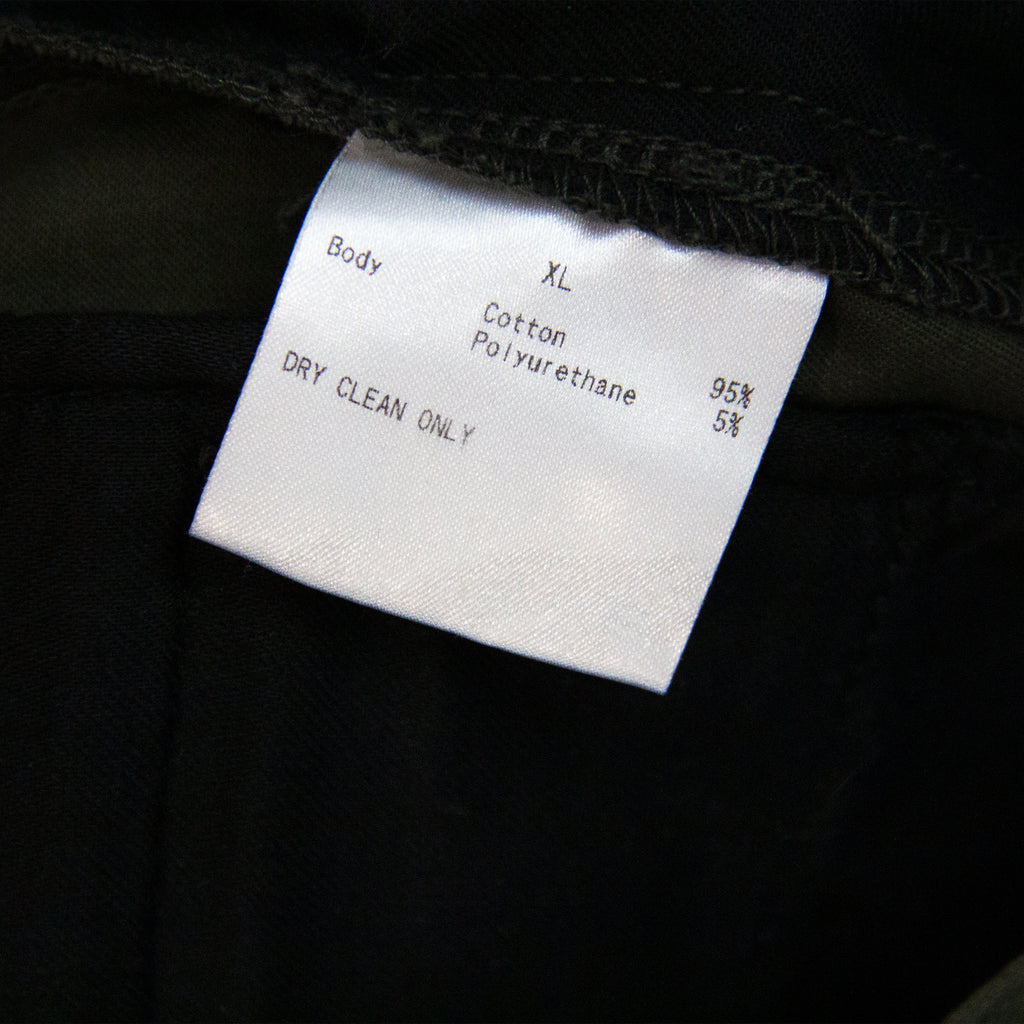 XL
Body
Cotton 95%
Polyurethane 5%
DRY CLEAN ONLY